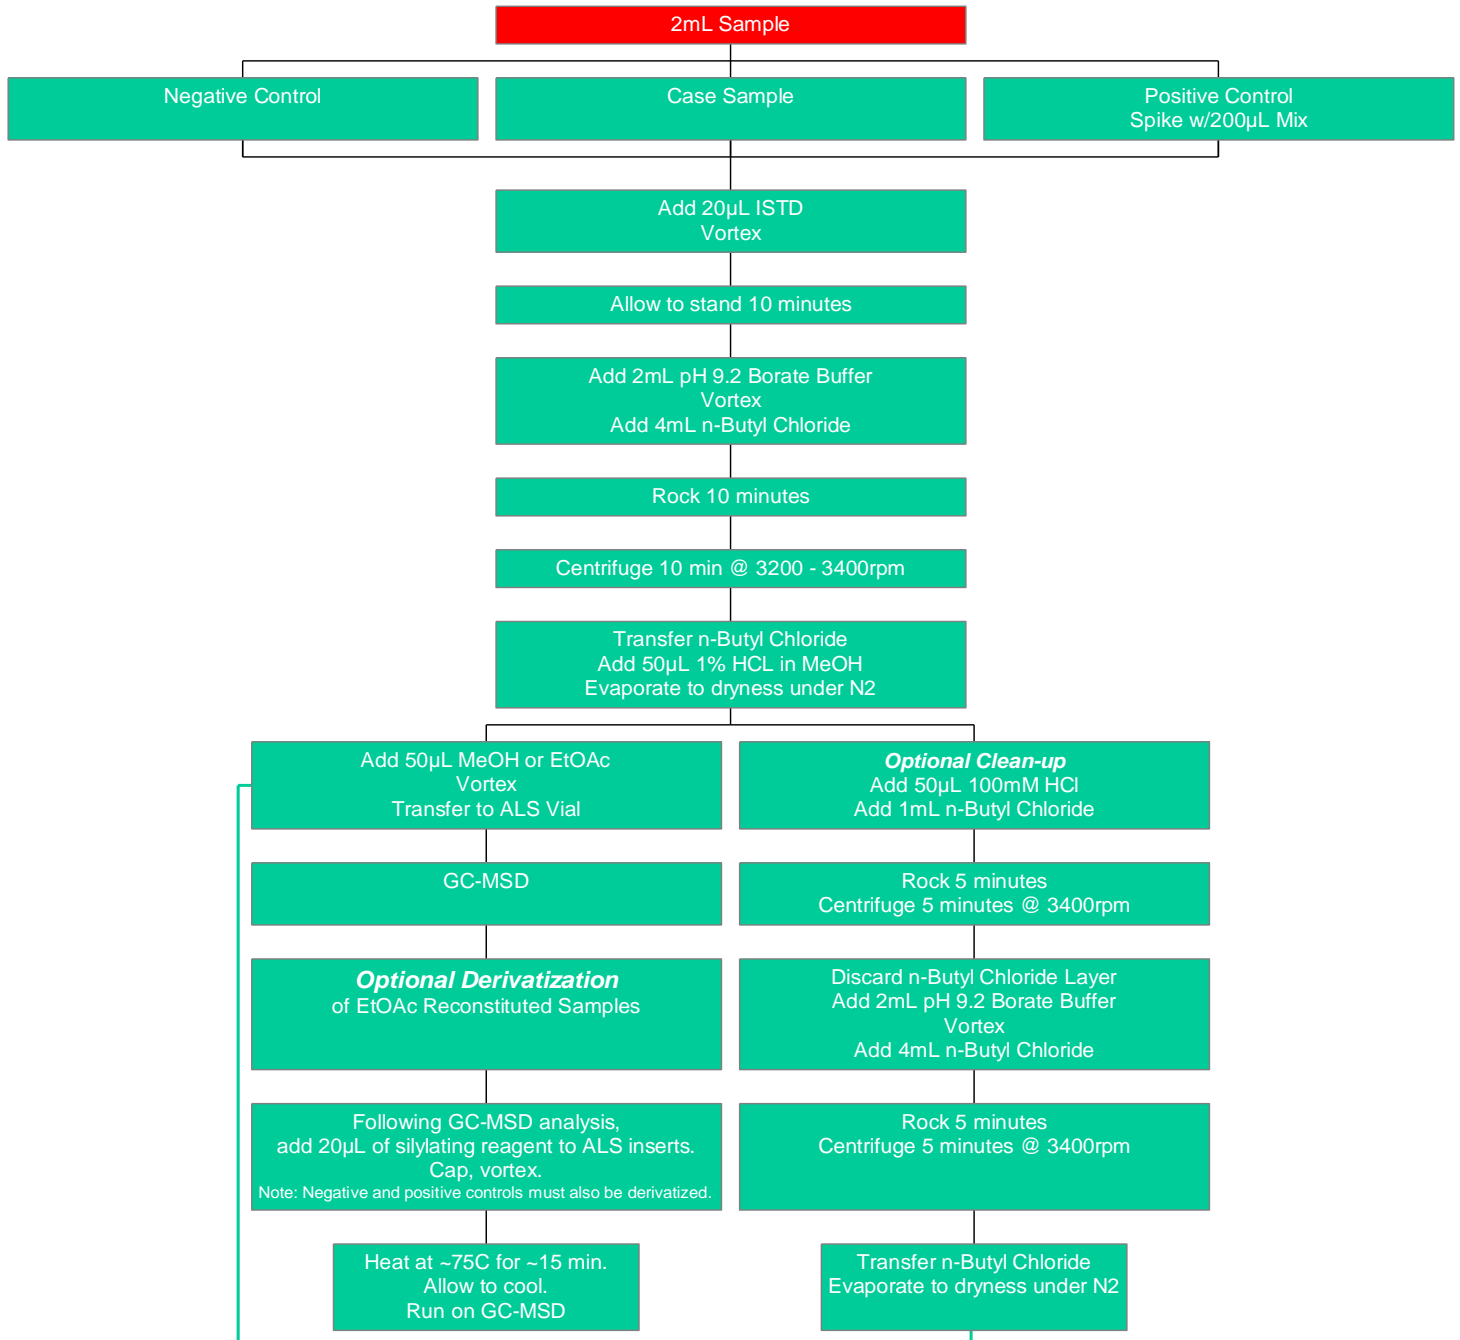 2mL Sample
Negative Control
Case Sample
Positive Control
Spike w/200µL Mix
Add 20µL ISTD
Vortex
Allow to stand 10 minutes
Add 2mL pH 9.2 Borate Buffer
Vortex
Add 4mL n-Butyl Chloride
Rock 10 minutes
Centrifuge 10 min @ 3200 - 3400rpm
Transfer n-Butyl Chloride
Add 50µL 1% HCL in MeOH
Evaporate to dryness under N2
Add 50µL MeOH or EtOAc
Vortex
Transfer to ALS Vial
GC-MSD
Optional Derivatization
of EtOAc Reconstituted Samples
Following GC-MSD analysis,
add 20µL of silylating reagent to ALS inserts.
Cap, vortex.
Note: Negative and positive controls must also be derivatized.
Heat at ~75C for ~15 min.
Allow to cool.
Run on GC-MSD
Optional Clean-up
Add 50µL 100mM HCl
Add 1mL n-Butyl Chloride
Rock 5 minutes
Centrifuge 5 minutes @ 3400rpm
Discard n-Butyl Chloride Layer
Add 2mL pH 9.2 Borate Buffer
Vortex
Add 4mL n-Butyl Chloride
Rock 5 minutes
Centrifuge 5 minutes @ 3400rpm
Transfer n-Butyl Chloride
Evaporate to dryness under N2